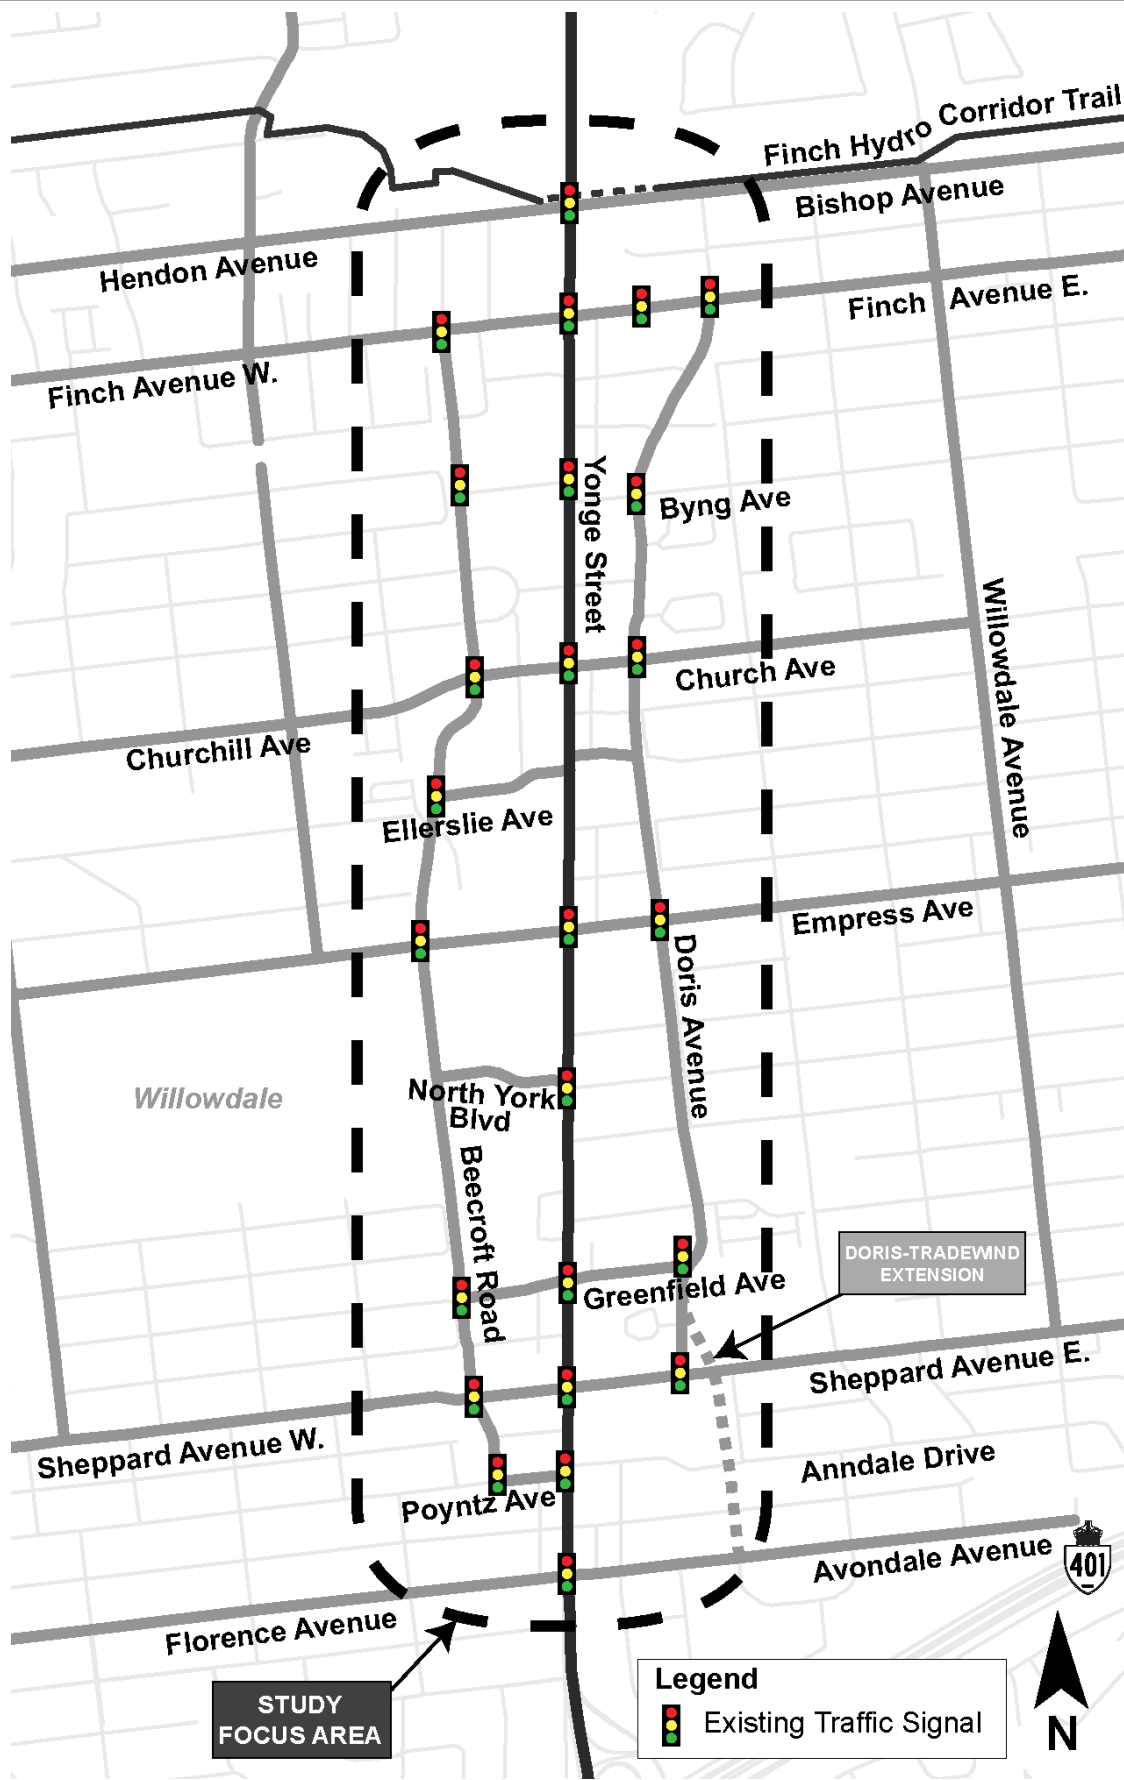 Finch Hydro Corridor Trail
Bishop Avenue
Hendon Avenue
Finch Avenue E.
Finch Avenue W.
Yonge Street
Byng Ave
Willowdale Avenue
Church Ave
Churchill Ave
Ellerslie Ave
Empress Ave
Doris Avenue
Willowdale
North York
Blvd
Beecroft Road
DORIS-TRADEWIND
EXTENSION
Greenfield Ave
Sheppard Avenue E.
Sheppard Avenue W.
Anndale Drive
Poyntz Ave
Avondale Avenue
401
Florence Avenue
STUDY
FOCUS AREA
Legend
Existing Traffic Signal
N